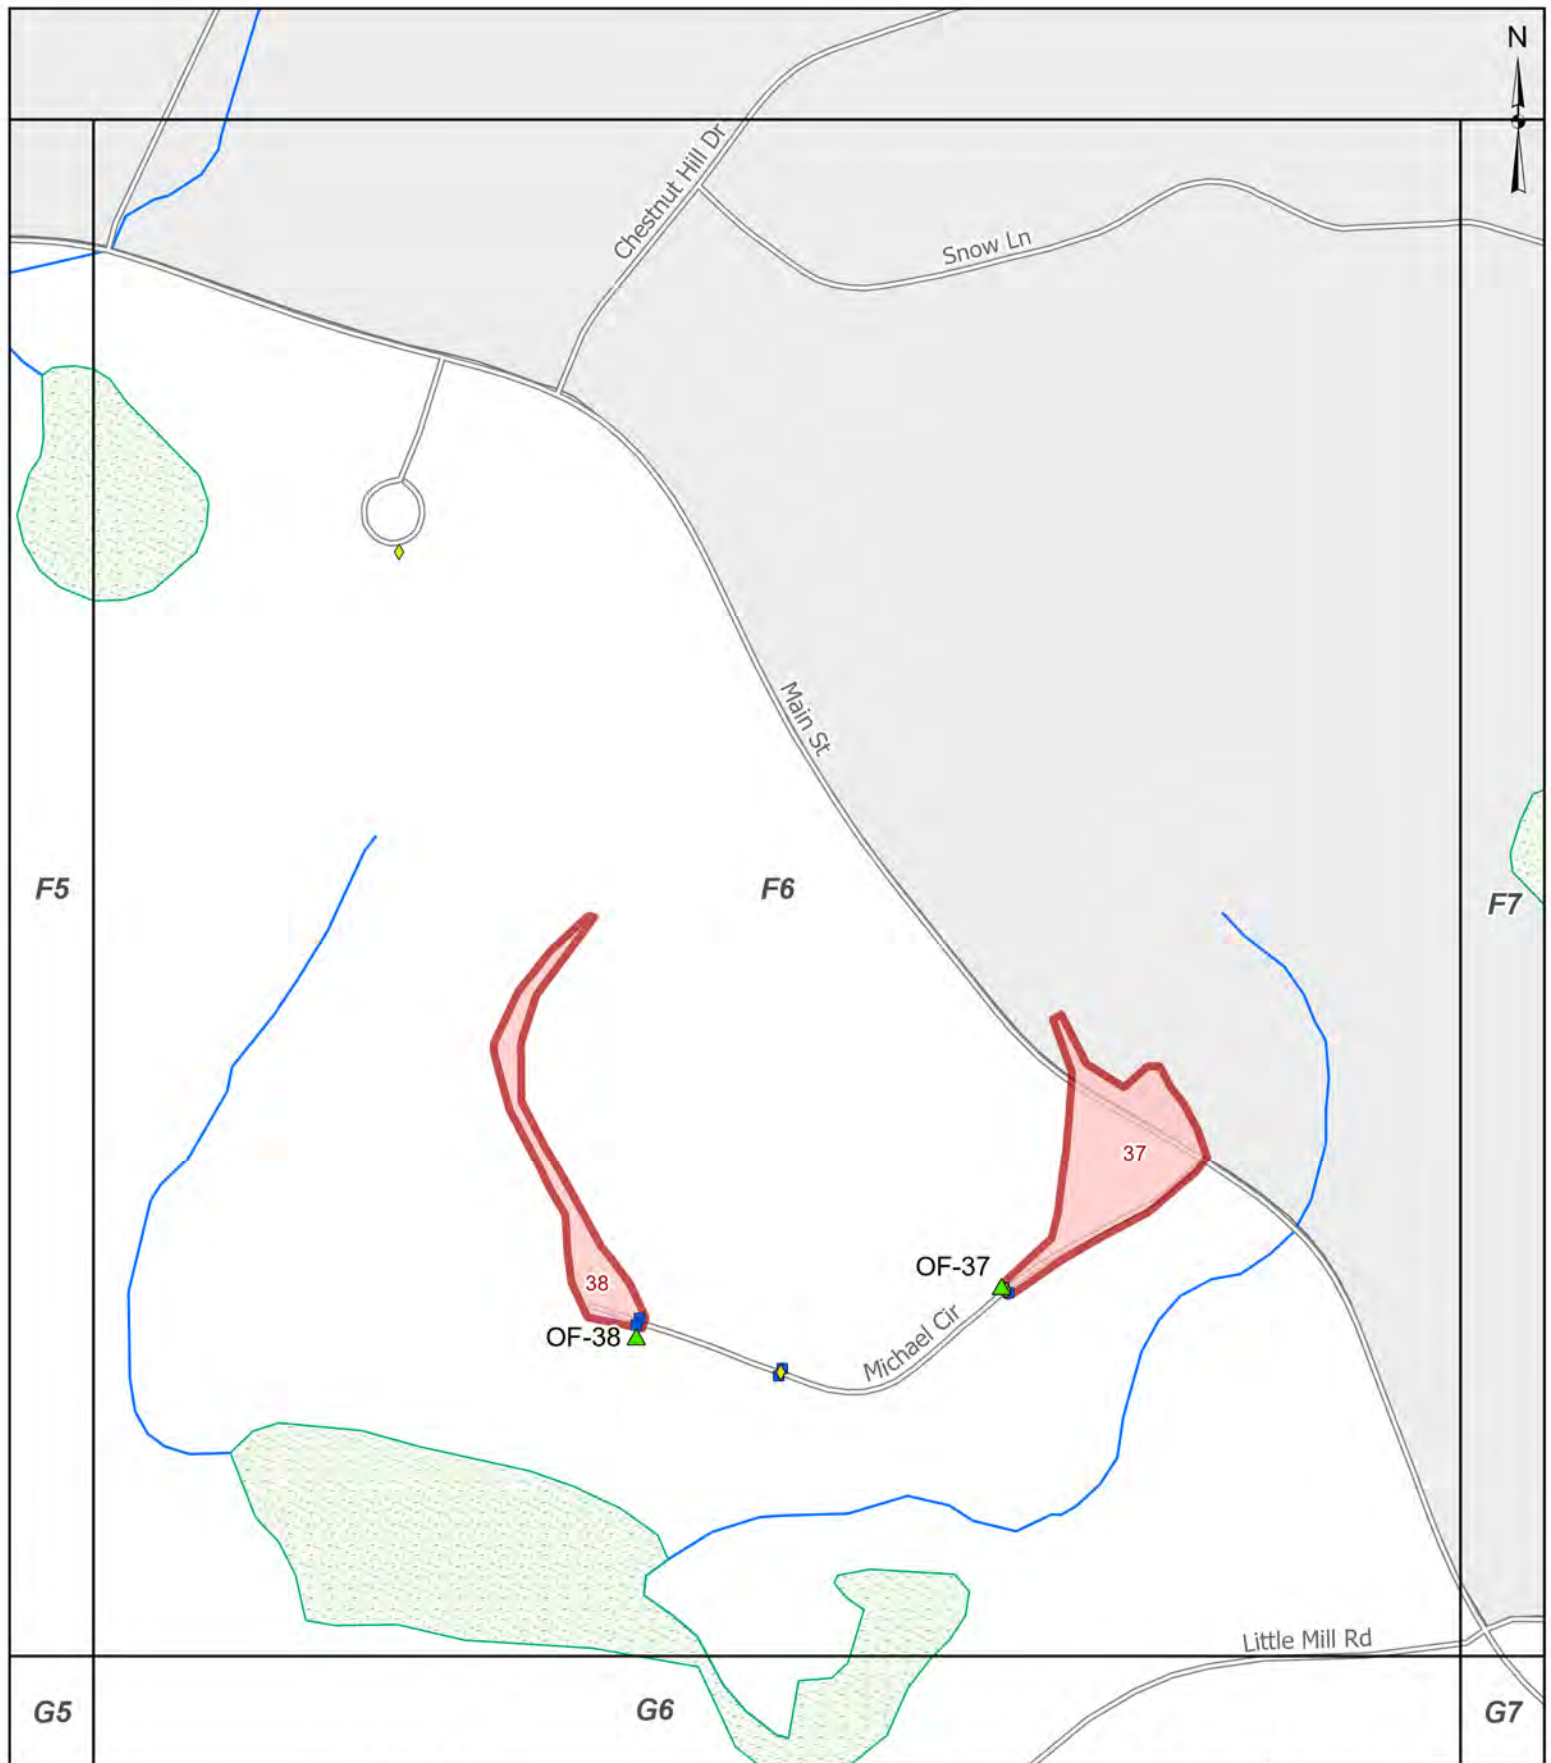 N
Chestnut Hill Dr
Snow Ln
Main St
F5
F6
F7
37
OF-37
38
OF-38
Michael Cir
Little Mill Rd
G5
G6
G7